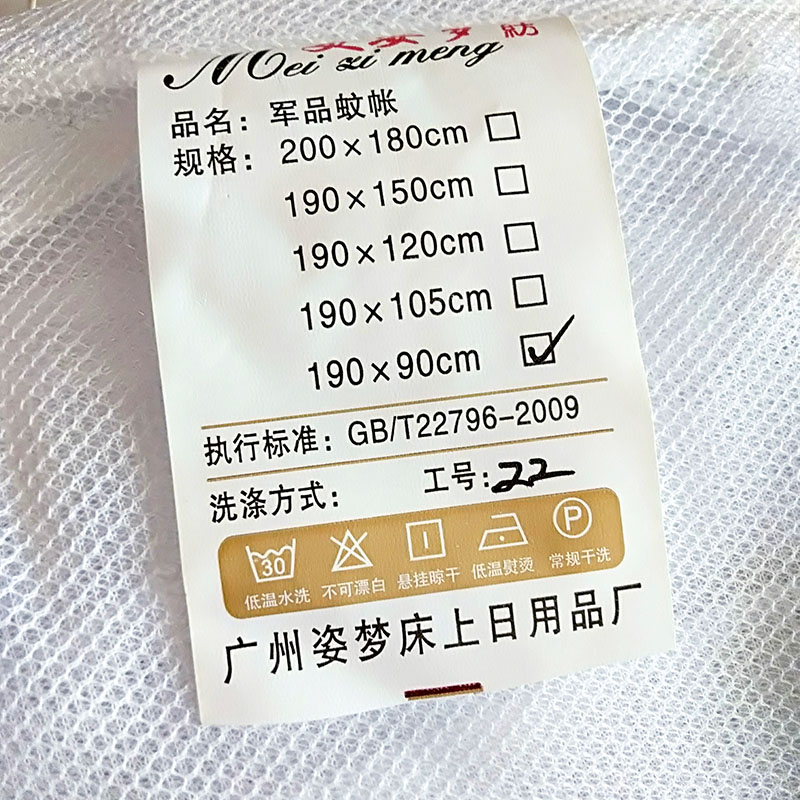 Mei zi meng
品名：军品蚊帐
规格：200×180cm
190×150cm
190×120cm
190×105cm
190×90cm
执行标准：GB/T22796-2009
洗涤方式： 工号:22
30 P
低温水洗 不可漂白 悬挂晾干 低温熨烫 常规干洗
广州姿梦床上日用品厂